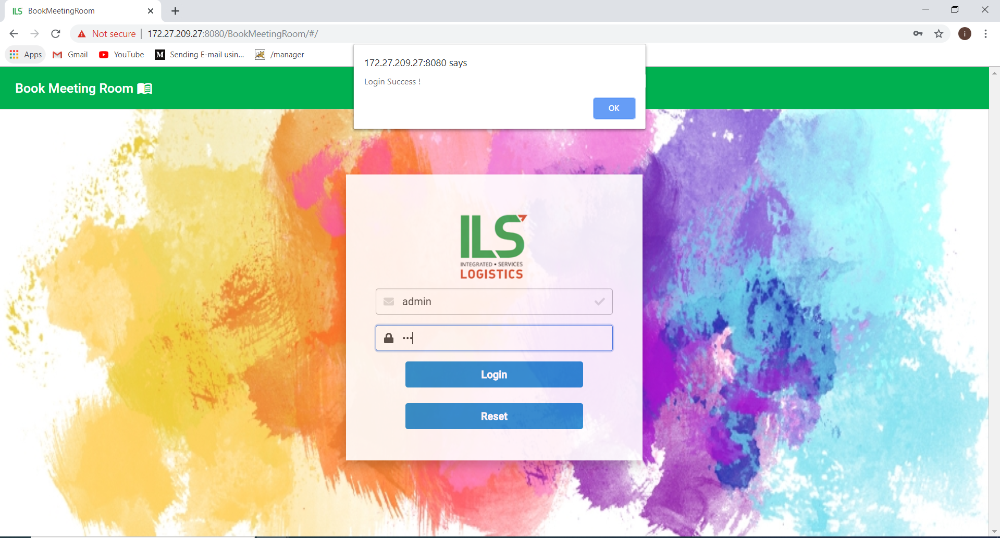 ILS BookMeetingRoom
Not secure | 172.27.209.27:8080/BookMeetingRoom/#/
i
Apps Gmail YouTube M Sending E-mail usin... /manager
172.27.209.27:8080 says
Login Success !
OK
Book Meeting Room
ILS
INTEGRATED • SERVICES
LOGISTICS
admin
•••
Login
Reset